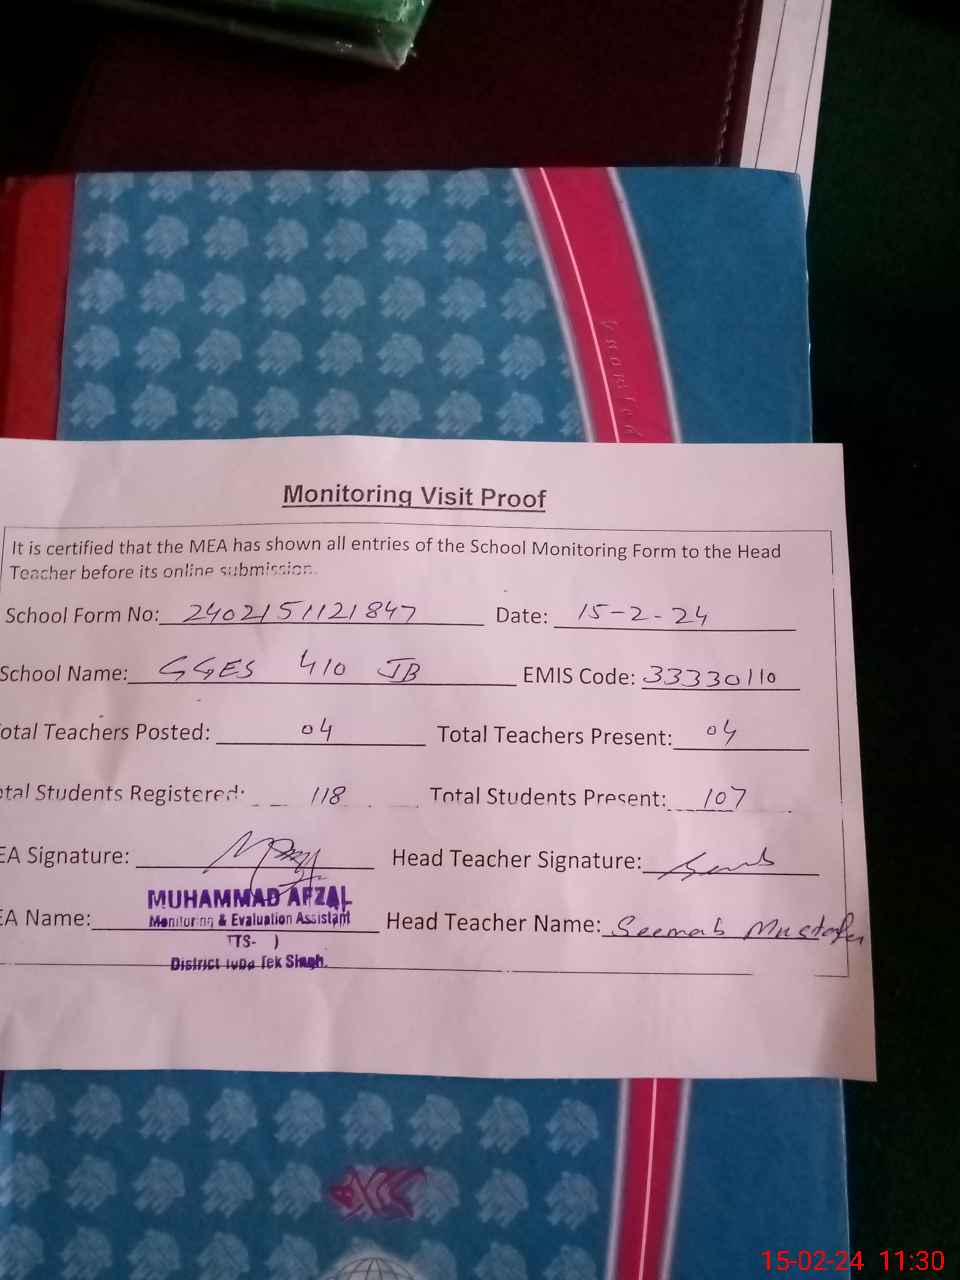 Monitoring Visit Proof
It is certified that the MEA has shown all entries of the School Monitoring Form to the Head
Teacher before its online submission.
School Form No: 2402151121847 Date: 15-2-24
School Name: GGES 410 JB EMIS Code: 33330110
otal Teachers Posted: 04 Total Teachers Present: 04
otal Students Registered: 118 Total Students Present: 107
EA Signature: Head Teacher Signature:
MUHAMMAD AFZAL
EA Name: Monitoring & Evaluation Assistant Head Teacher Name: Seemab Mustafa
(TS- )
District Toba Tek Singh.
15-02-24 11:30